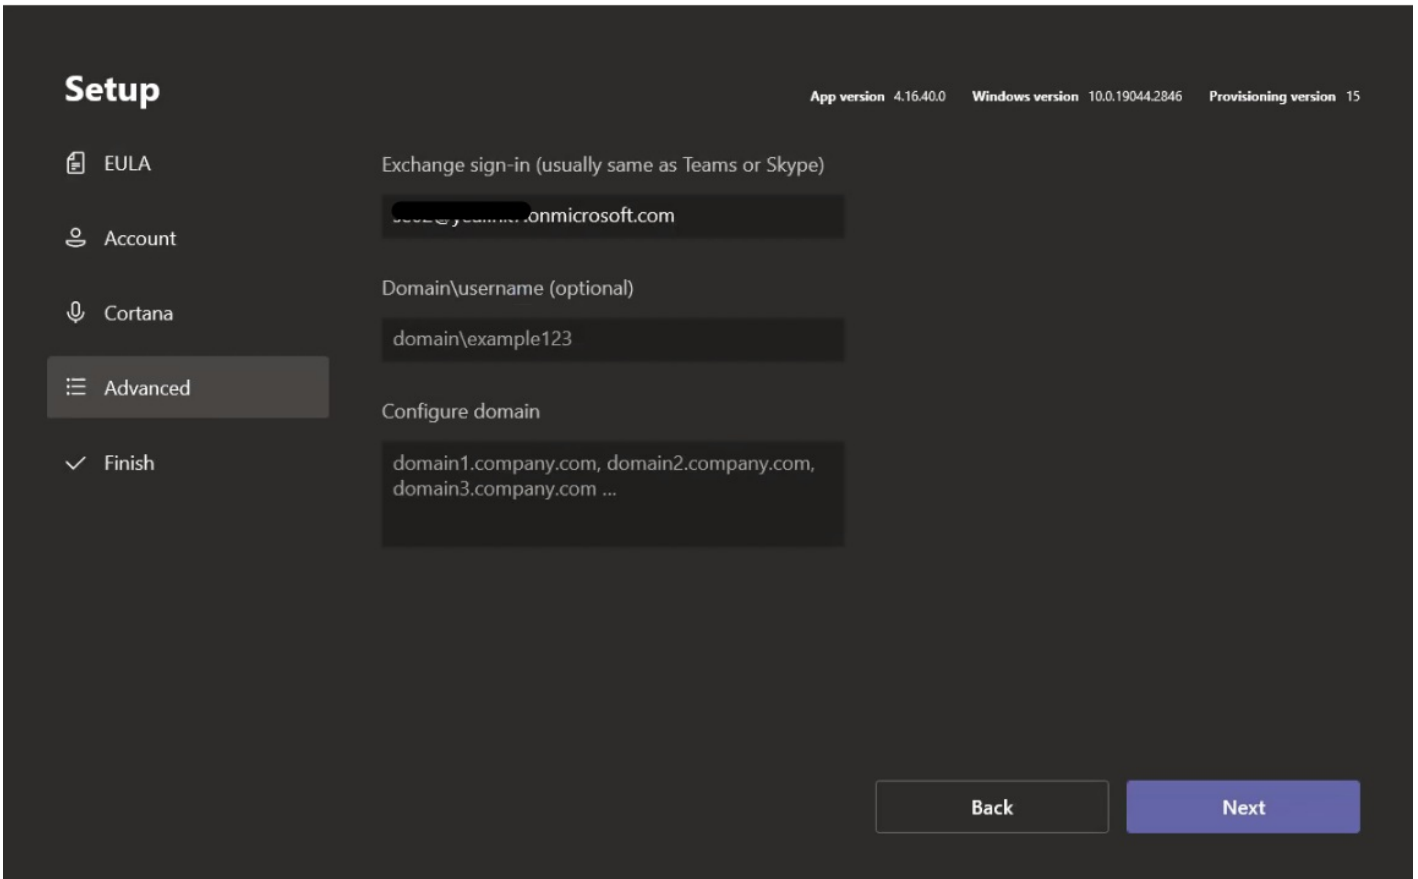 Setup
App version 4.16.40.0 Windows version 10.0.19044.2846 Provisioning version 15
EULA
Account
Cortana
Advanced
Finish
Exchange sign-in (usually same as Teams or Skype)
onmicrosoft.com
Domain\username (optional)
domain\example123
Configure domain
domain1.company.com, domain2.company.com,
domain3.company.com ...
Back
Next